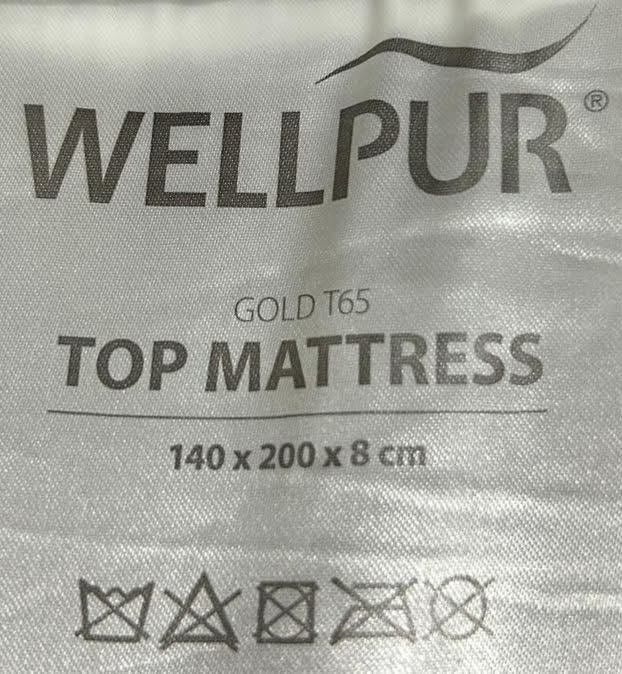 WELLPUR®
GOLD T65
TOP MATTRESS
140 x 200 x 8 cm